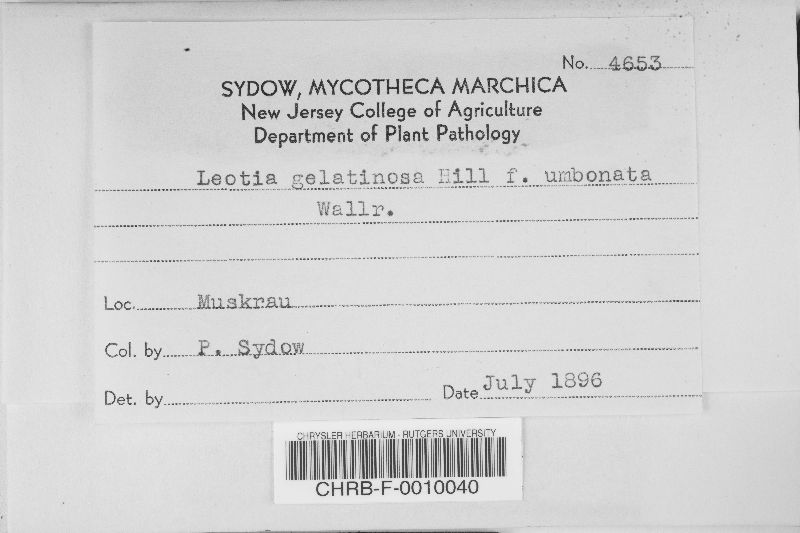 No. 4653
SYDOW, MYCOTHECA MARCHICA
New Jersey College of Agriculture
Department of Plant Pathology
Leotia gelatinosa Hill f. umbonata
Wallr.
Loc. Muskrau
Col. by P. Sydow
Det. by
Date July 1896
CHRYSLER HERBARIUM - RUTGERS UNIVERSITY
CHRB-F-0010040